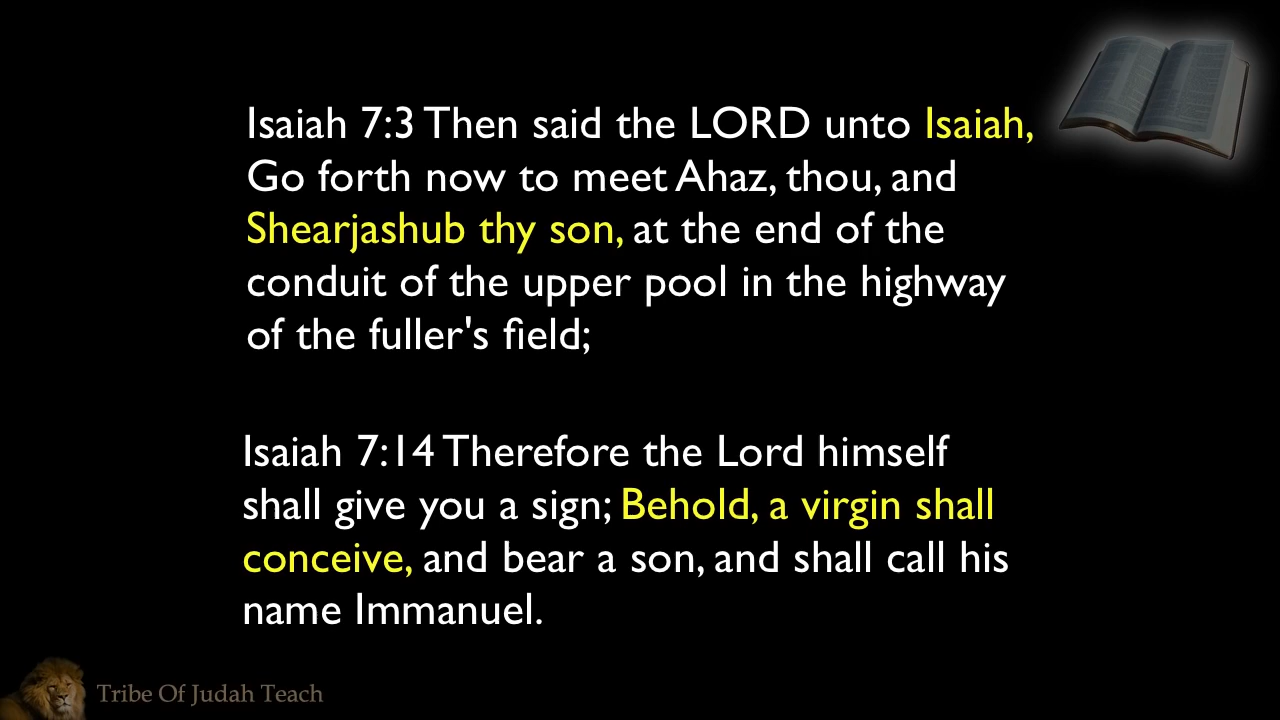 Isaiah 7:3 Then said the LORD unto Isaiah,
Go forth now to meet Ahaz, thou, and
Shearjashub thy son, at the end of the
conduit of the upper pool in the highway
of the fuller's field;
Isaiah 7:14 Therefore the Lord himself
shall give you a sign; Behold, a virgin shall
conceive, and bear a son, and shall call his
name Immanuel.
Tribe Of Judah Teach